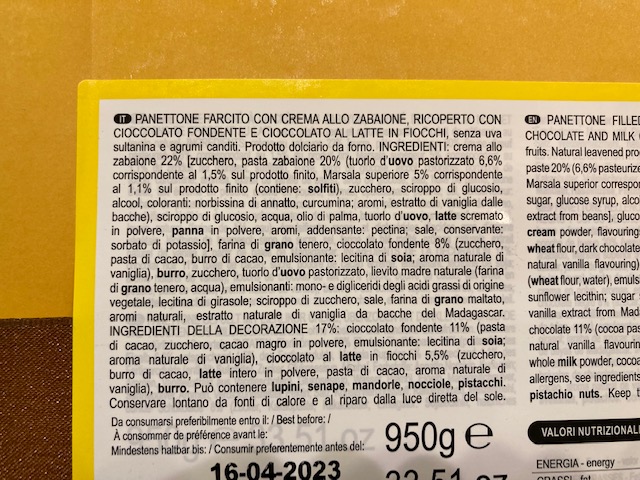 IT PANETTONE FARCITO CON CREMA ALLO ZABAIONE, RICOPERTO CON
CIOCCOLATO FONDENTE E CIOCCOLATO AL LATTE IN FIOCCHI, senza uva
sultanina e agrumi canditi. Prodotto dolciario da forno. INGREDIENTI: crema allo
zabaione 22% [zucchero, pasta zabaione 20% (tuorlo d'uovo pastorizzato 6,6%
corrispondente al 1,5% sul prodotto finito, Marsala superiore 5% corrispondente
al 1,1% sul prodotto finito (contiene: solfiti), zucchero, sciroppo di glucosio,
alcool, coloranti: norbissina di annatto, curcumina; aromi, estratto di vaniglia dalle
bacche), sciroppo di glucosio, acqua, olio di palma, tuorlo d'uovo, latte scremato
in polvere, panna in polvere, aromi, addensante: pectina; sale, conservante:
sorbato di potassio], farina di grano tenero, cioccolato fondente 8% (zucchero,
pasta di cacao, burro di cacao, emulsionante: lecitina di soia; aroma naturale di
vaniglia), burro, zucchero, tuorlo d'uovo pastorizzato, lievito madre naturale (farina
di grano tenero, acqua), emulsionanti: mono- e digliceridi degli acidi grassi di origine
vegetale, lecitina di girasole; sciroppo di zucchero, sale, farina di grano maltato,
aromi naturali, estratto naturale di vaniglia da bacche del Madagascar.
INGREDIENTI DELLA DECORAZIONE 17%: cioccolato fondente 11% (pasta
di cacao, zucchero, cacao magro in polvere, emulsionante: lecitina di soia;
aroma naturale di vaniglia), cioccolato al latte in fiocchi 5,5% (zucchero,
burro di cacao, latte intero in polvere, pasta di cacao, aroma naturale di
vaniglia), burro. Può contenere lupini, senape, mandorle, nocciole, pistacchi.
Conservare lontano da fonti di calore e al riparo dalla luce diretta del sole.
Da consumarsi preferibilmente entro il: / Best before: /
À consommer de préférence avant le:
Mindestens haltbar bis: / Consumir preferentemente antes del:
16-04-2023
950g e
33.51 oz
EN PANETTONE FILLED
CHOCOLATE AND MILK
fruits. Natural leavened
paste 20% (6,6%
Marsala superior
sugar, glucose syrup,
extract from beans],
cream powder, flavourings
wheat flour, dark chocolate
natural vanilla flavouring)
(wheat flour, water),
sunflower lecithin; sugar
vanilla extract from
chocolate 11% (cocoa
natural vanilla
whole milk powder,
allergens, see ingredients
pistachio nuts. Keep
VALORI NUTRIZIONALI
ENERGIA - energy
GRASSI - fat